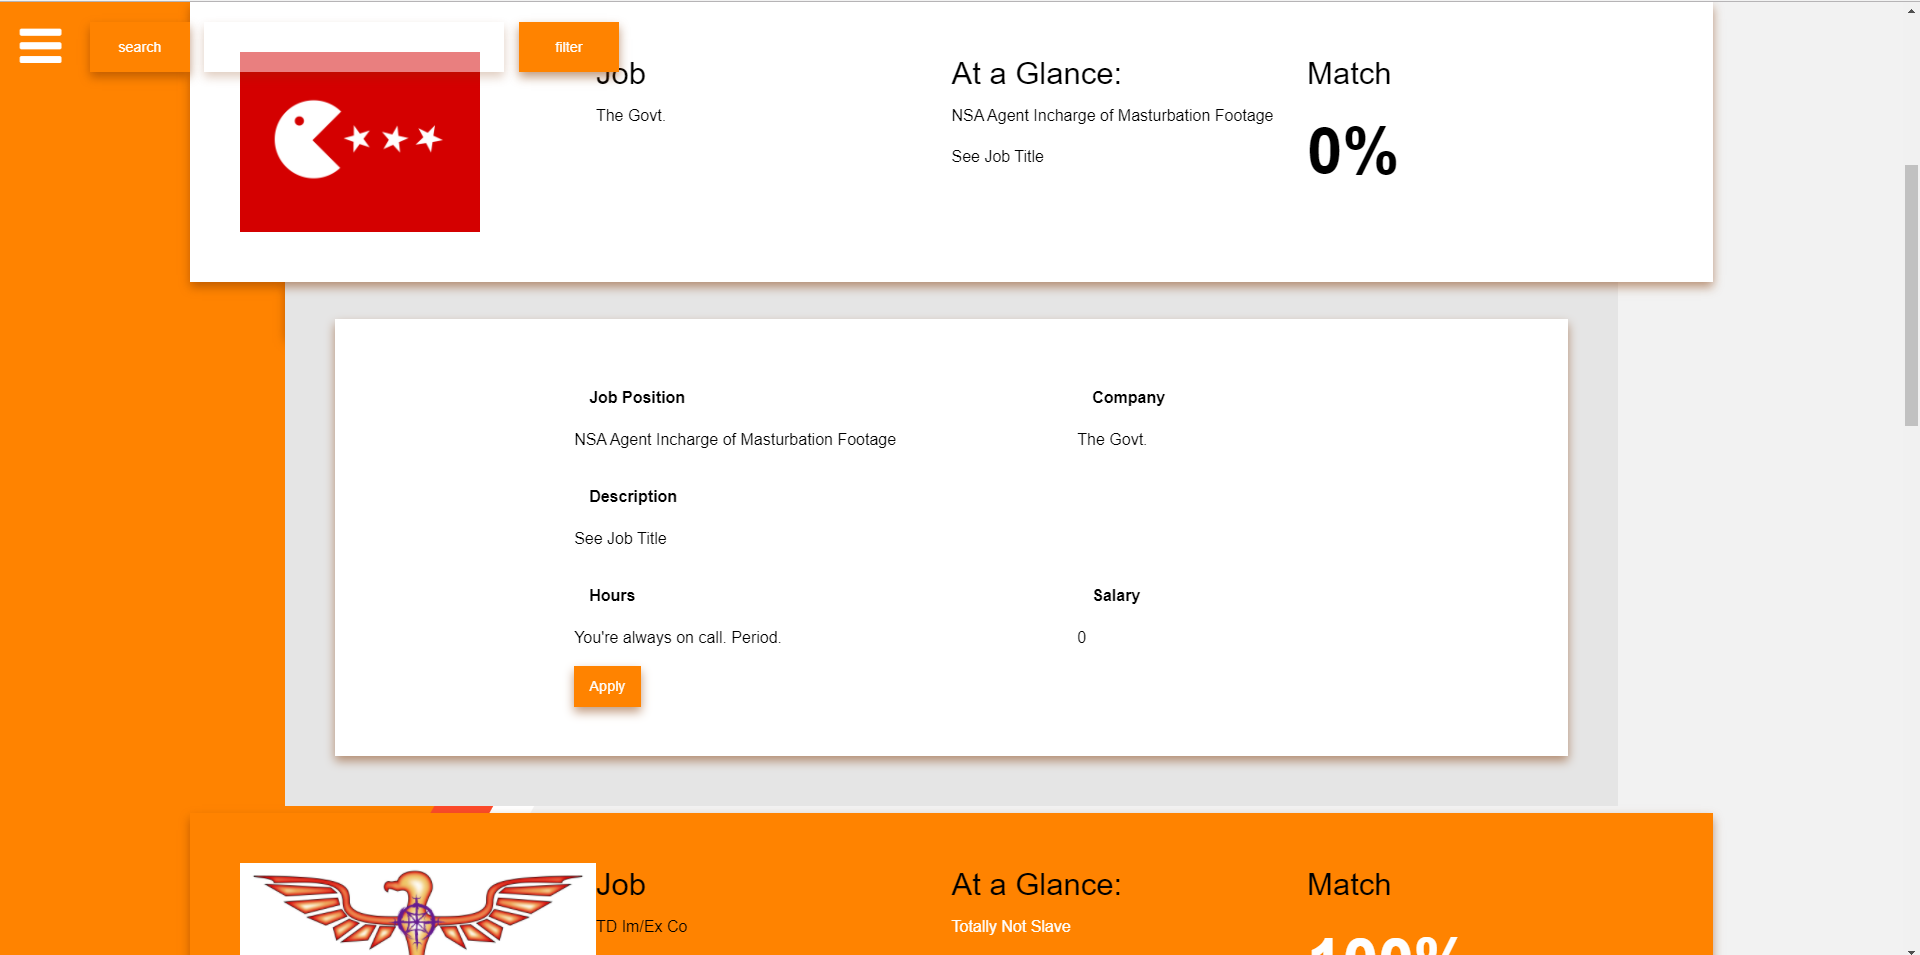 search
filter
Job
At a Glance:
Match
The Govt.
NSA Agent Incharge of Masturbation Footage
See Job Title
0%
Job Position
Company
NSA Agent Incharge of Masturbation Footage
The Govt.
Description
See Job Title
Hours
Salary
You're always on call. Period.
0
Apply
Job
At a Glance:
Match
TD Im/Ex Co
Totally Not Slave
100%